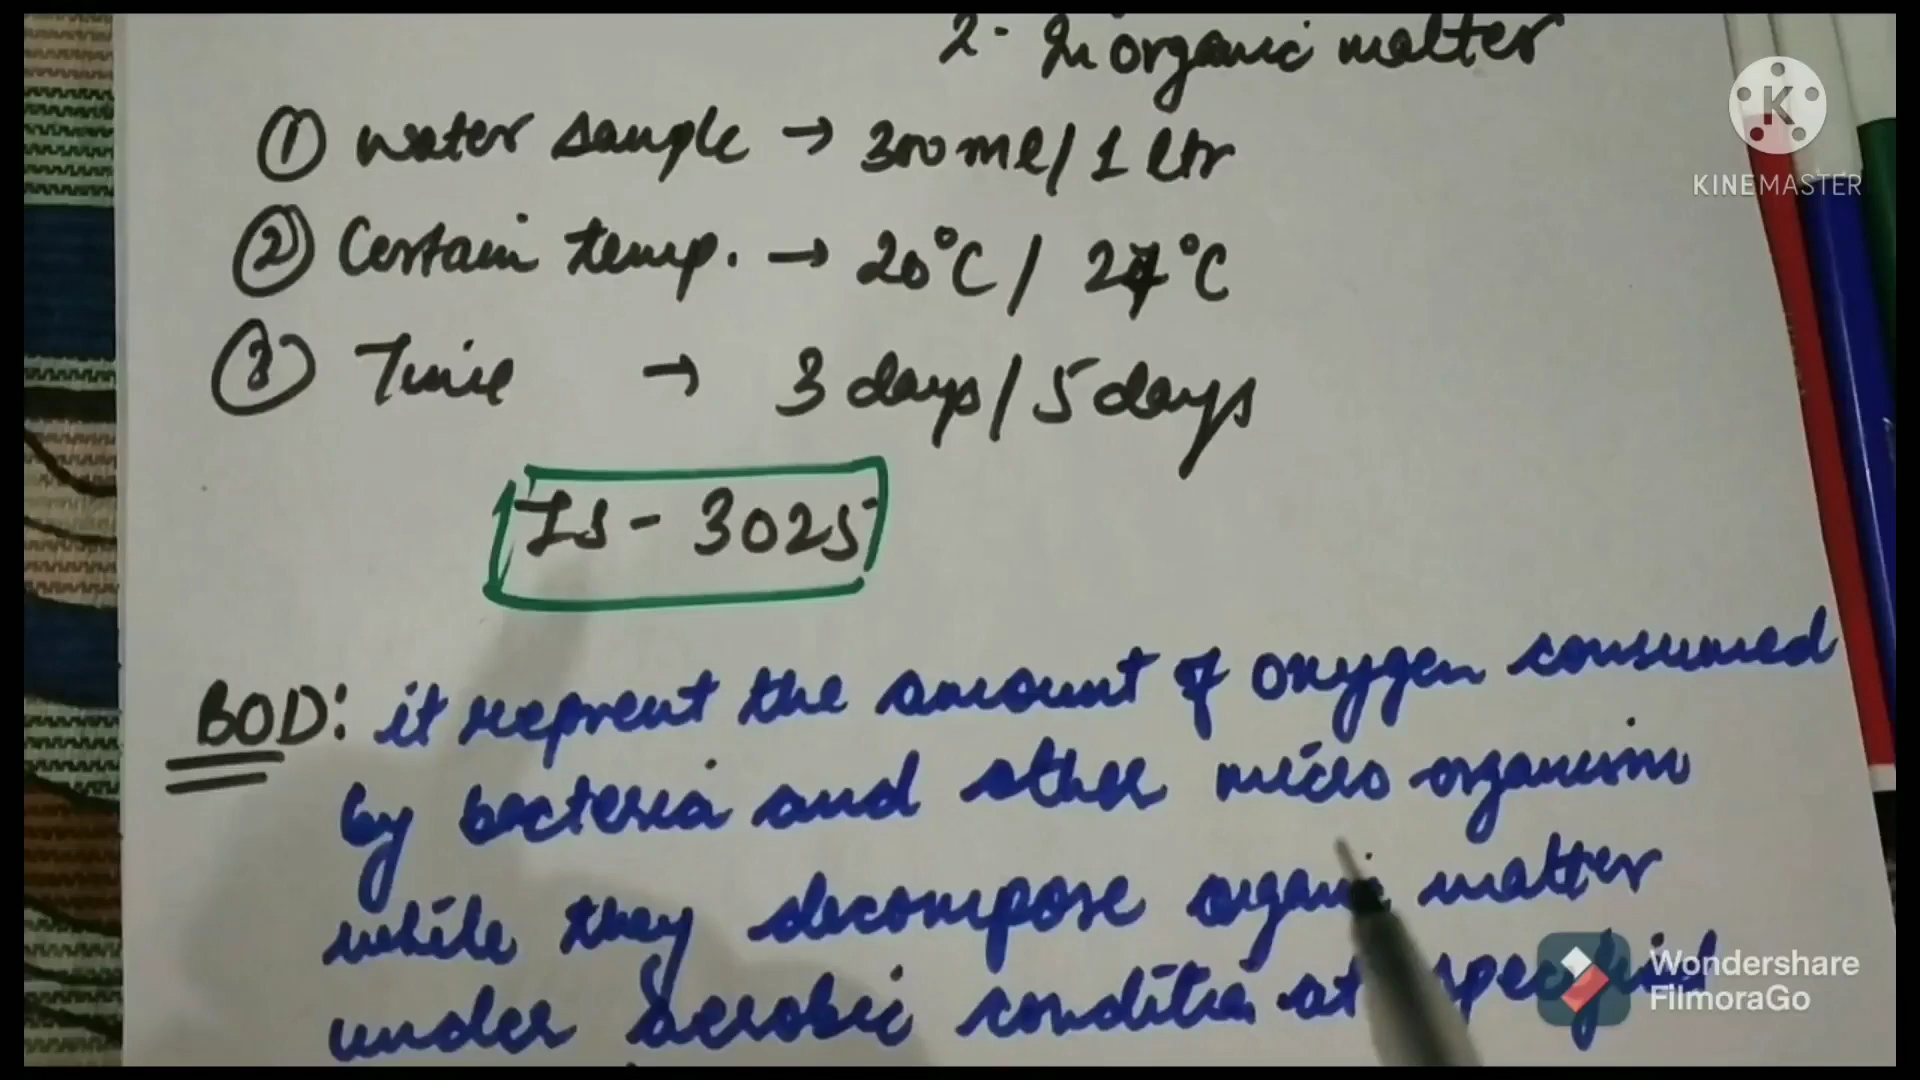 2. Inorganic matter
① water sample → 300 ml / 1 ltr
② Certain temp. → 20°C / 27°C
③ Time → 3 days / 5 days
IS - 3025
BOD: it repreent the amount of oxygen consumed
by bacteria and other micro organism
while they decompose organic matter
under aerobic condition at specified
K
KINEMASTER
Wondershare
FilmoraGo